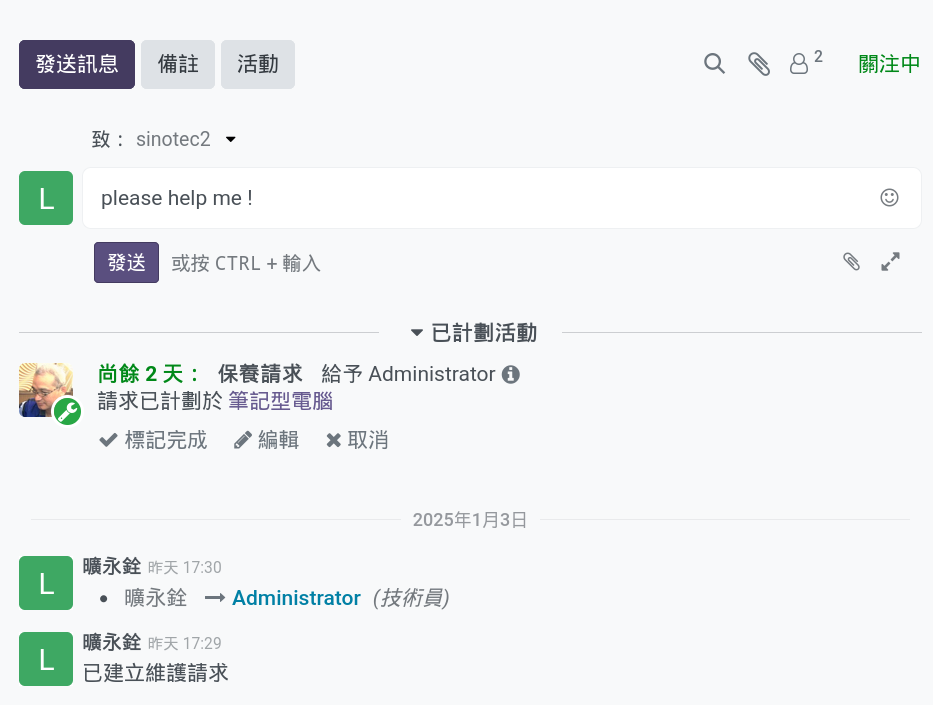 發送訊息 備註 活動 2 關注中
致： sinotec2
L
please help me !
發送 或按 CTRL + 輸入
已計劃活動
尚餘 2 天： 保養請求 給予 Administrator
請求已計劃於 筆記型電腦
標記完成 編輯 取消
2025年1月3日
L
曠永銓 昨天 17:30
• 曠永銓 → Administrator (技術員)
L
曠永銓 昨天 17:29
已建立維護請求